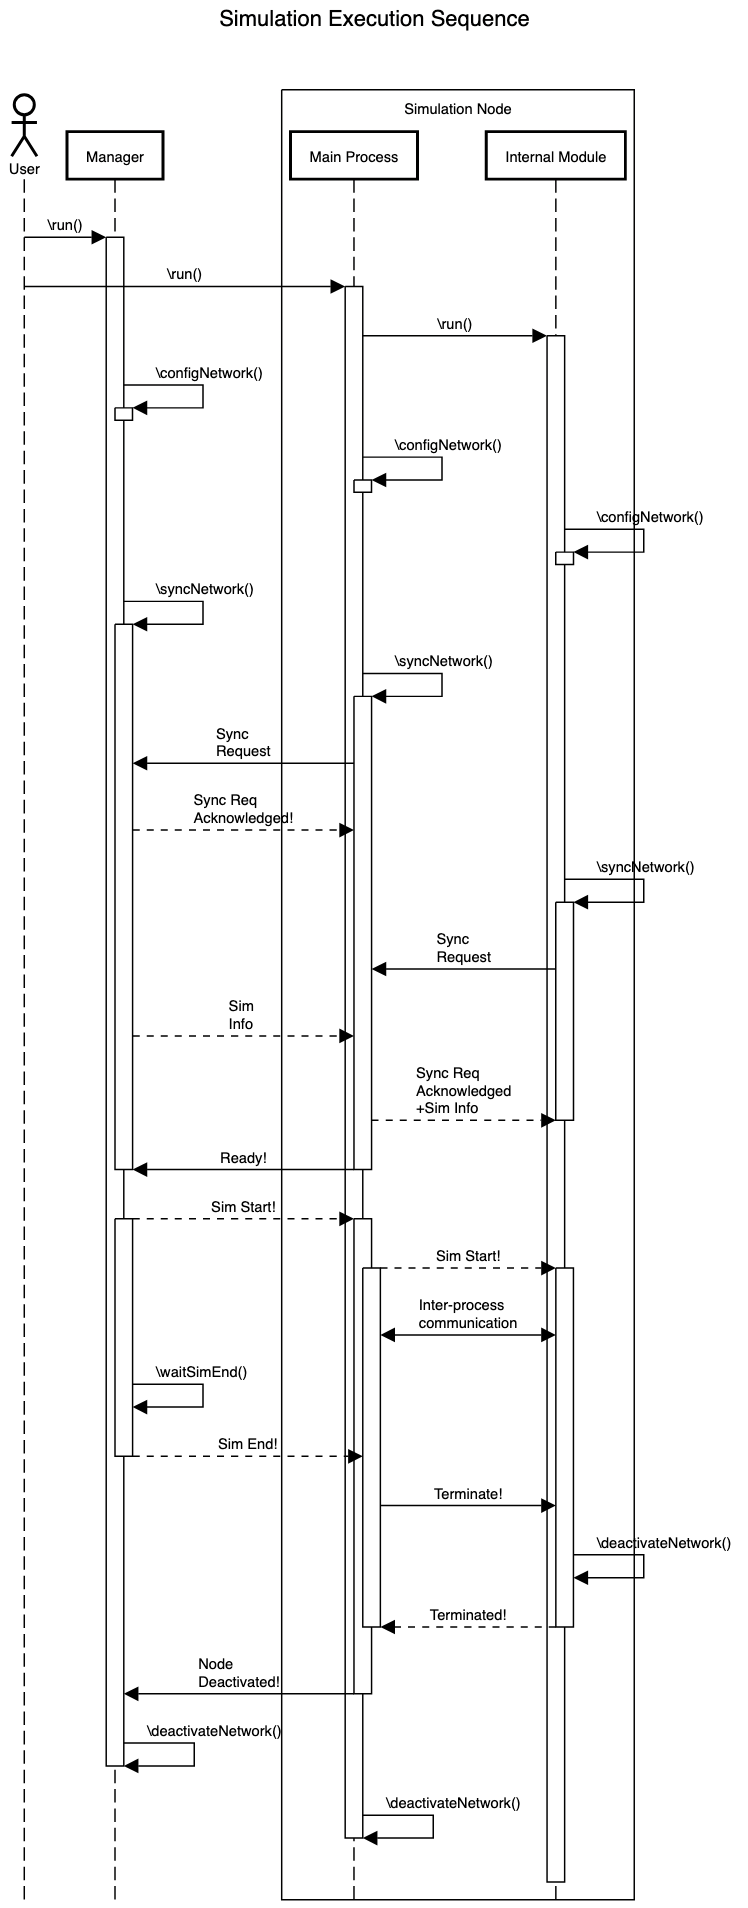 Simulation Execution Sequence
Simulation Node
User
Manager
Main Process
Internal Module
\run()
\run()
\run()
\configNetwork()
\configNetwork()
\configNetwork()
\syncNetwork()
\syncNetwork()
Sync
Request
Sync Req
Acknowledged!
\syncNetwork()
Sync
Request
Sim
Info
Sync Req
Acknowledged
+Sim Info
Ready!
Sim Start!
Sim Start!
Inter-process
communication
\waitSimEnd()
Sim End!
Terminate!
\deactivateNetwork()
Terminated!
Node
Deactivated!
\deactivateNetwork()
\deactivateNetwork()